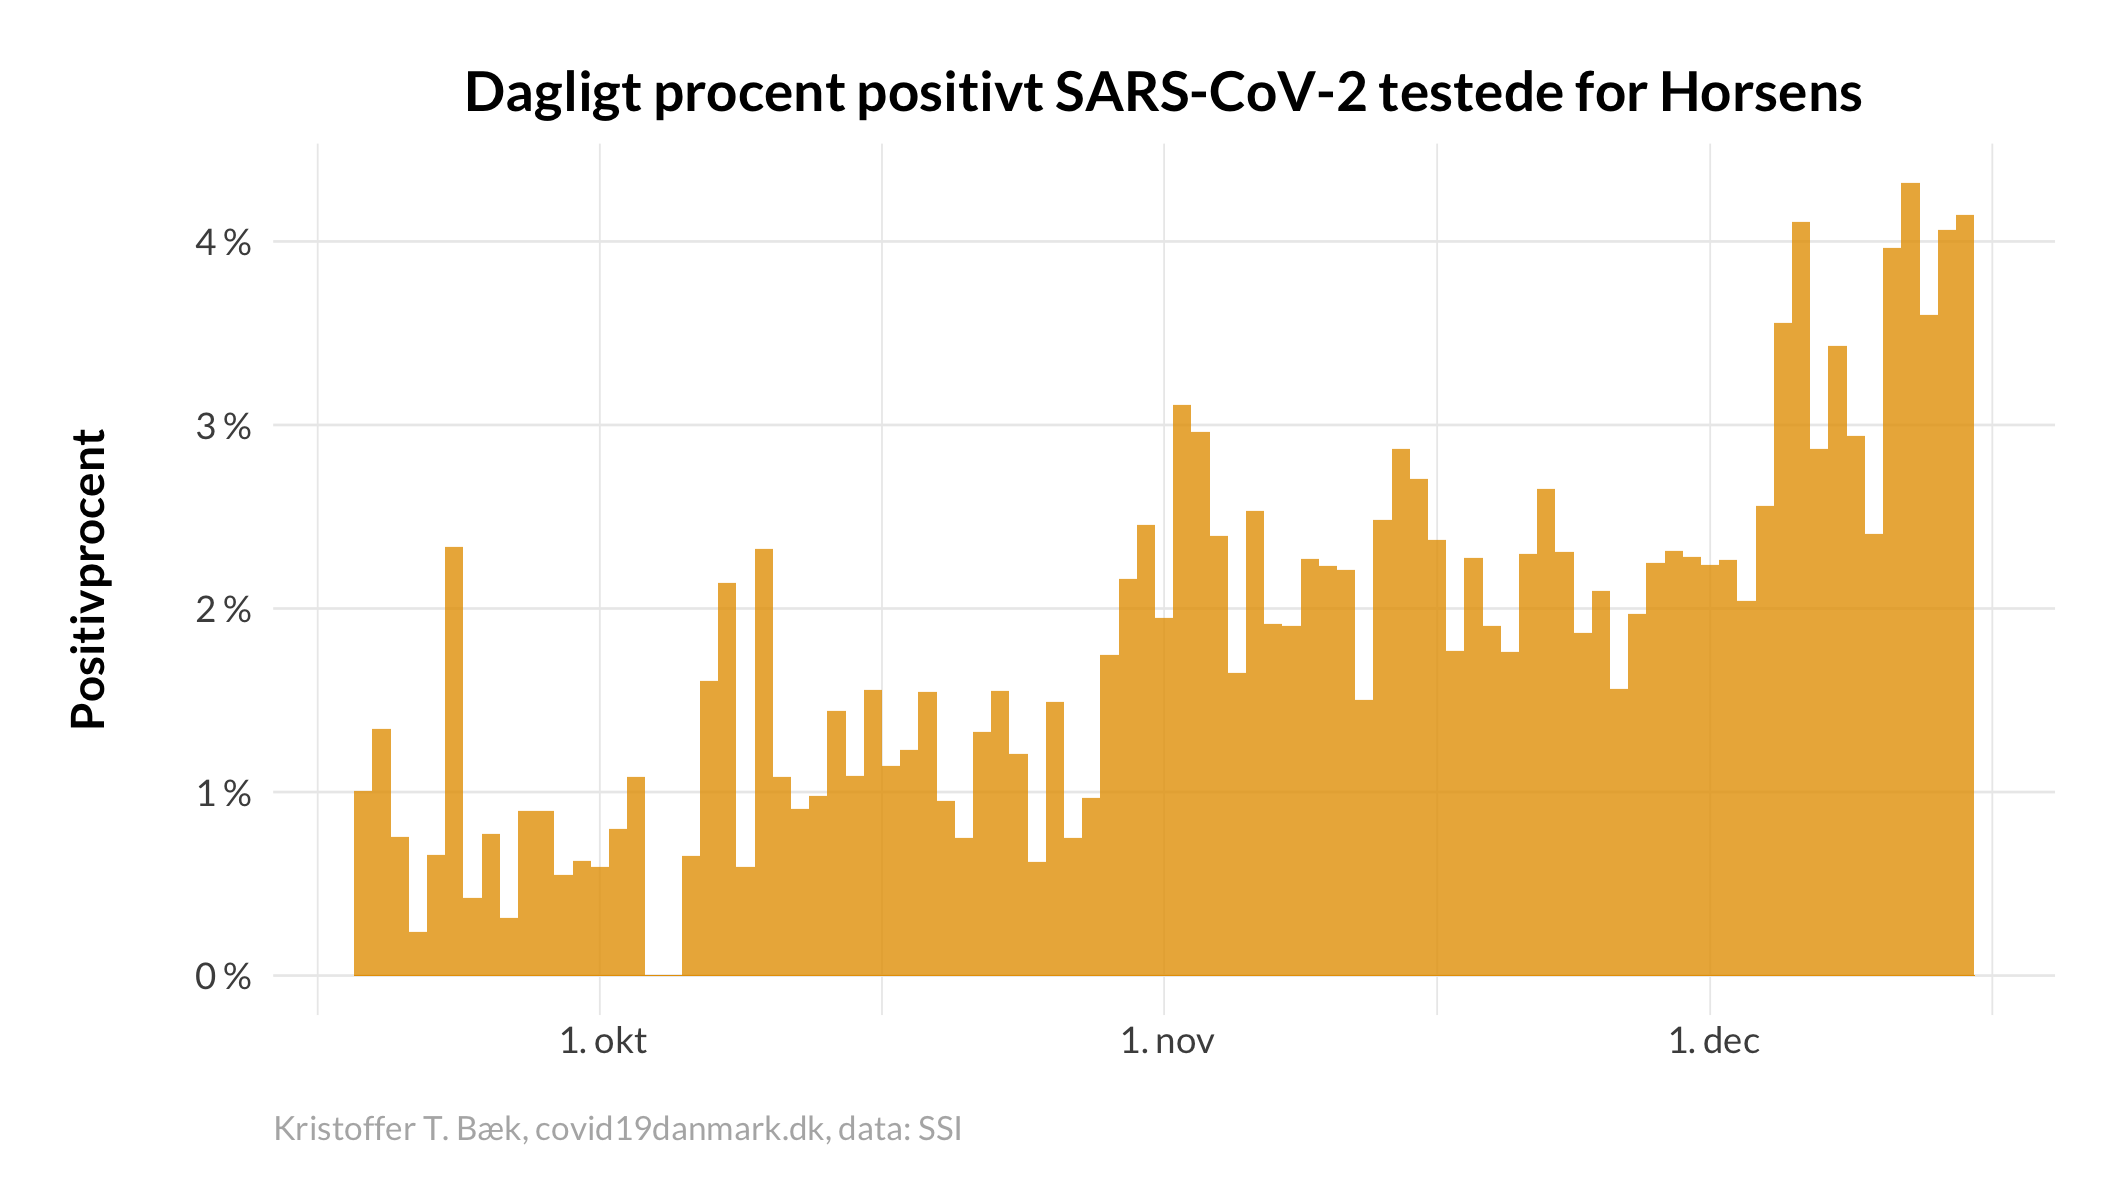 Dagligt procent positivt SARS-CoV-2 testede for Horsens
Positivprocent
4 %
3 %
2 %
1 %
0 %
1. okt
1. nov
1. dec
Kristoffer T. Bæk, covid19danmark.dk, data: SSI